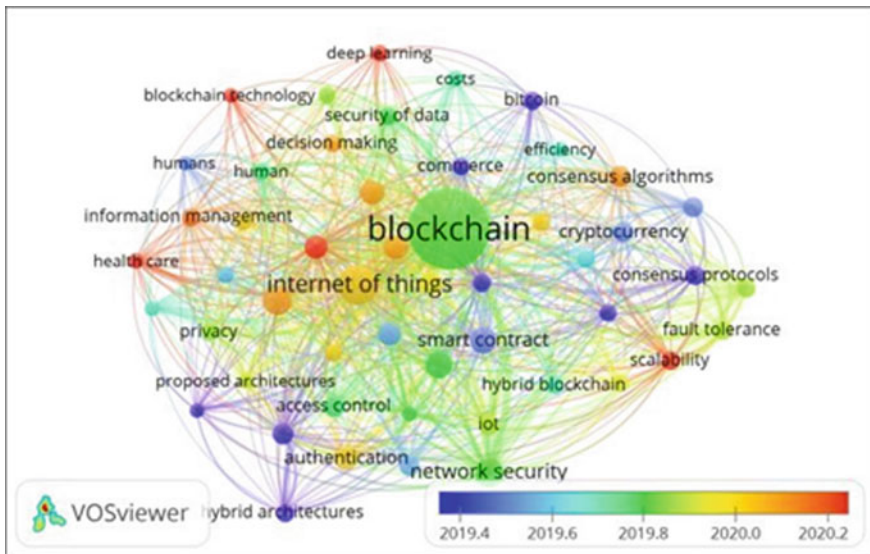 deep learning
costs
blockchain technology
bitcoin
security of data
decision making
efficiency
humans
human
commerce
consensus algorithms
information management
blockchain
cryptocurrency
health care
internet of things
consensus protocols
privacy
smart contract
fault tolerance
scalability
proposed architectures
hybrid blockchain
access control
iot
authentication
network security
VOSviewer
hybrid architectures
2019.4 2019.6 2019.8 2020.0 2020.2